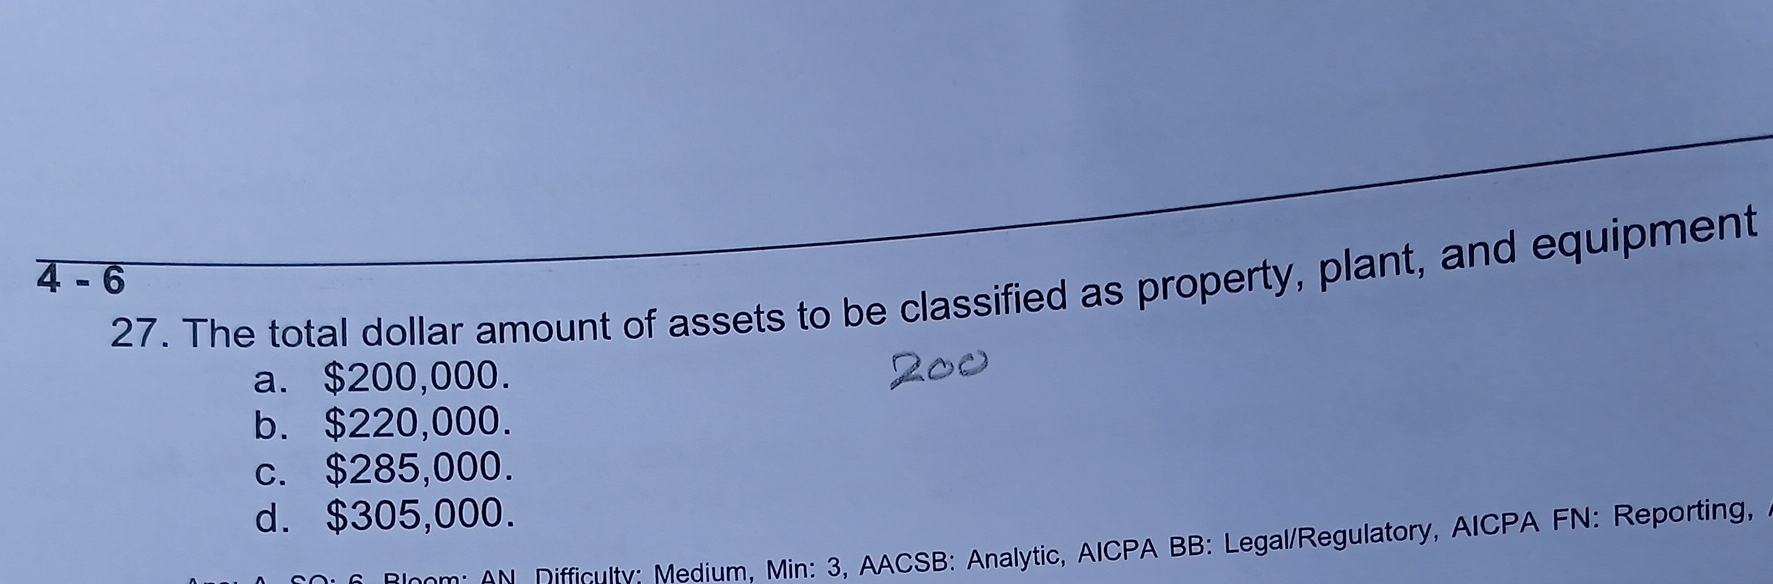 4 - 6
27. The total dollar amount of assets to be classified as property, plant, and equipment
200
a. $200,000.
b. $220,000.
c. $285,000.
d. $305,000.
Bloom: AN, Difficulty: Medium, Min: 3, AACSB: Analytic, AICPA BB: Legal/Regulatory, AICPA FN: Reporting,